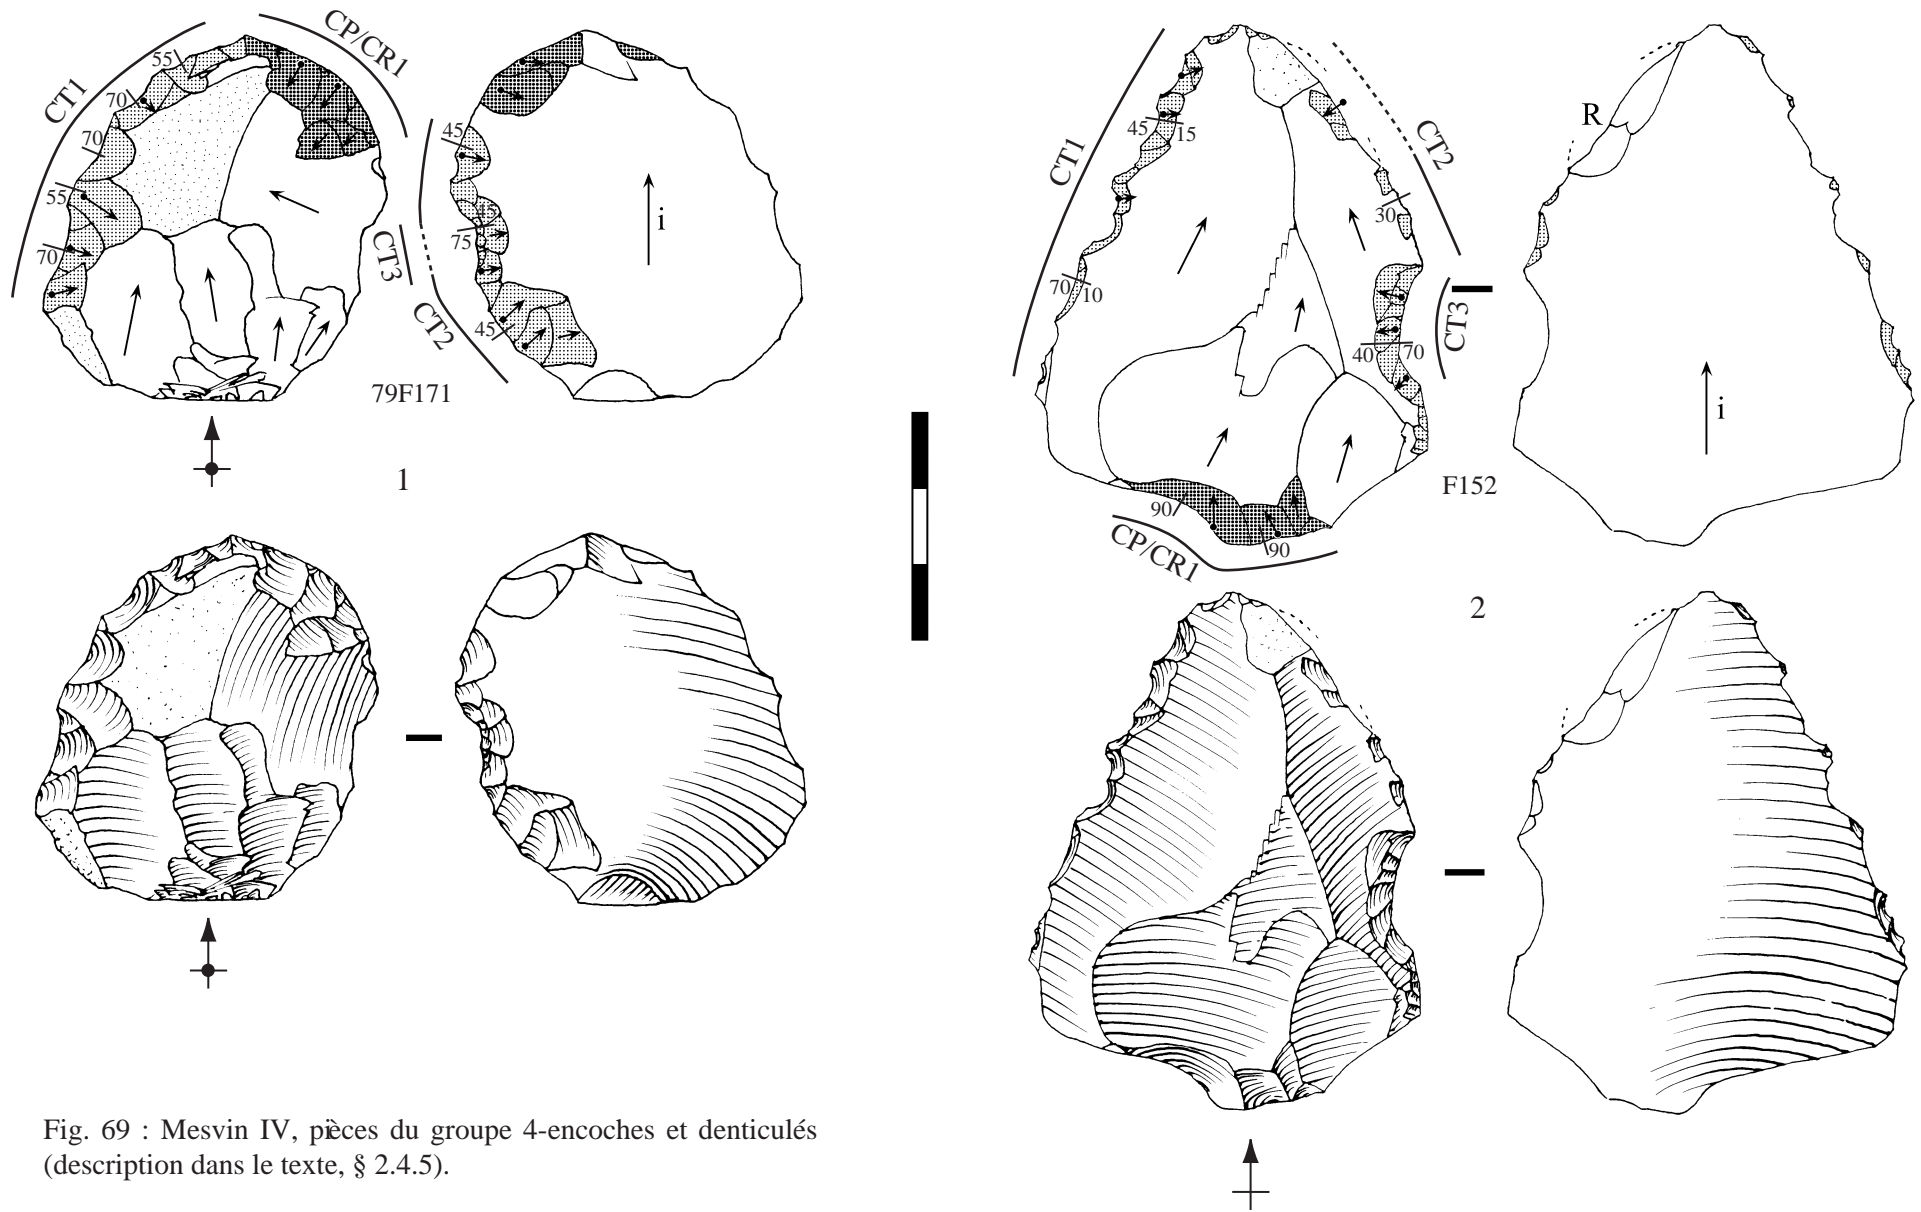 CT1
CP/CR1
55
70
70
55
70
CT3
45
45
75
45
CT2
i
79F171
1
CT1
45
15
70
10
CT2
30
CT3
40
70
90
90
CP/CR1
R
i
F152
2
Fig. 69 : Mesvin IV, pièces du groupe 4-encoches et denticulés
(description dans le texte, § 2.4.5).